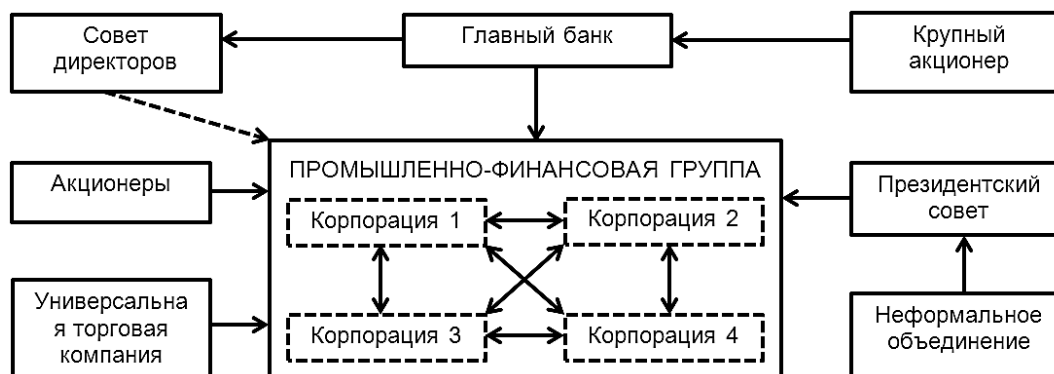 Совет
директоров
Главный банк
Крупный
акционер
ПРОМЫШЛЕННО-ФИНАНСОВАЯ ГРУППА
Акционеры
Корпорация 1
Корпорация 2
Президентский
совет
Универсальна
я торговая
компания
Корпорация 3
Корпорация 4
Неформальное
объединение